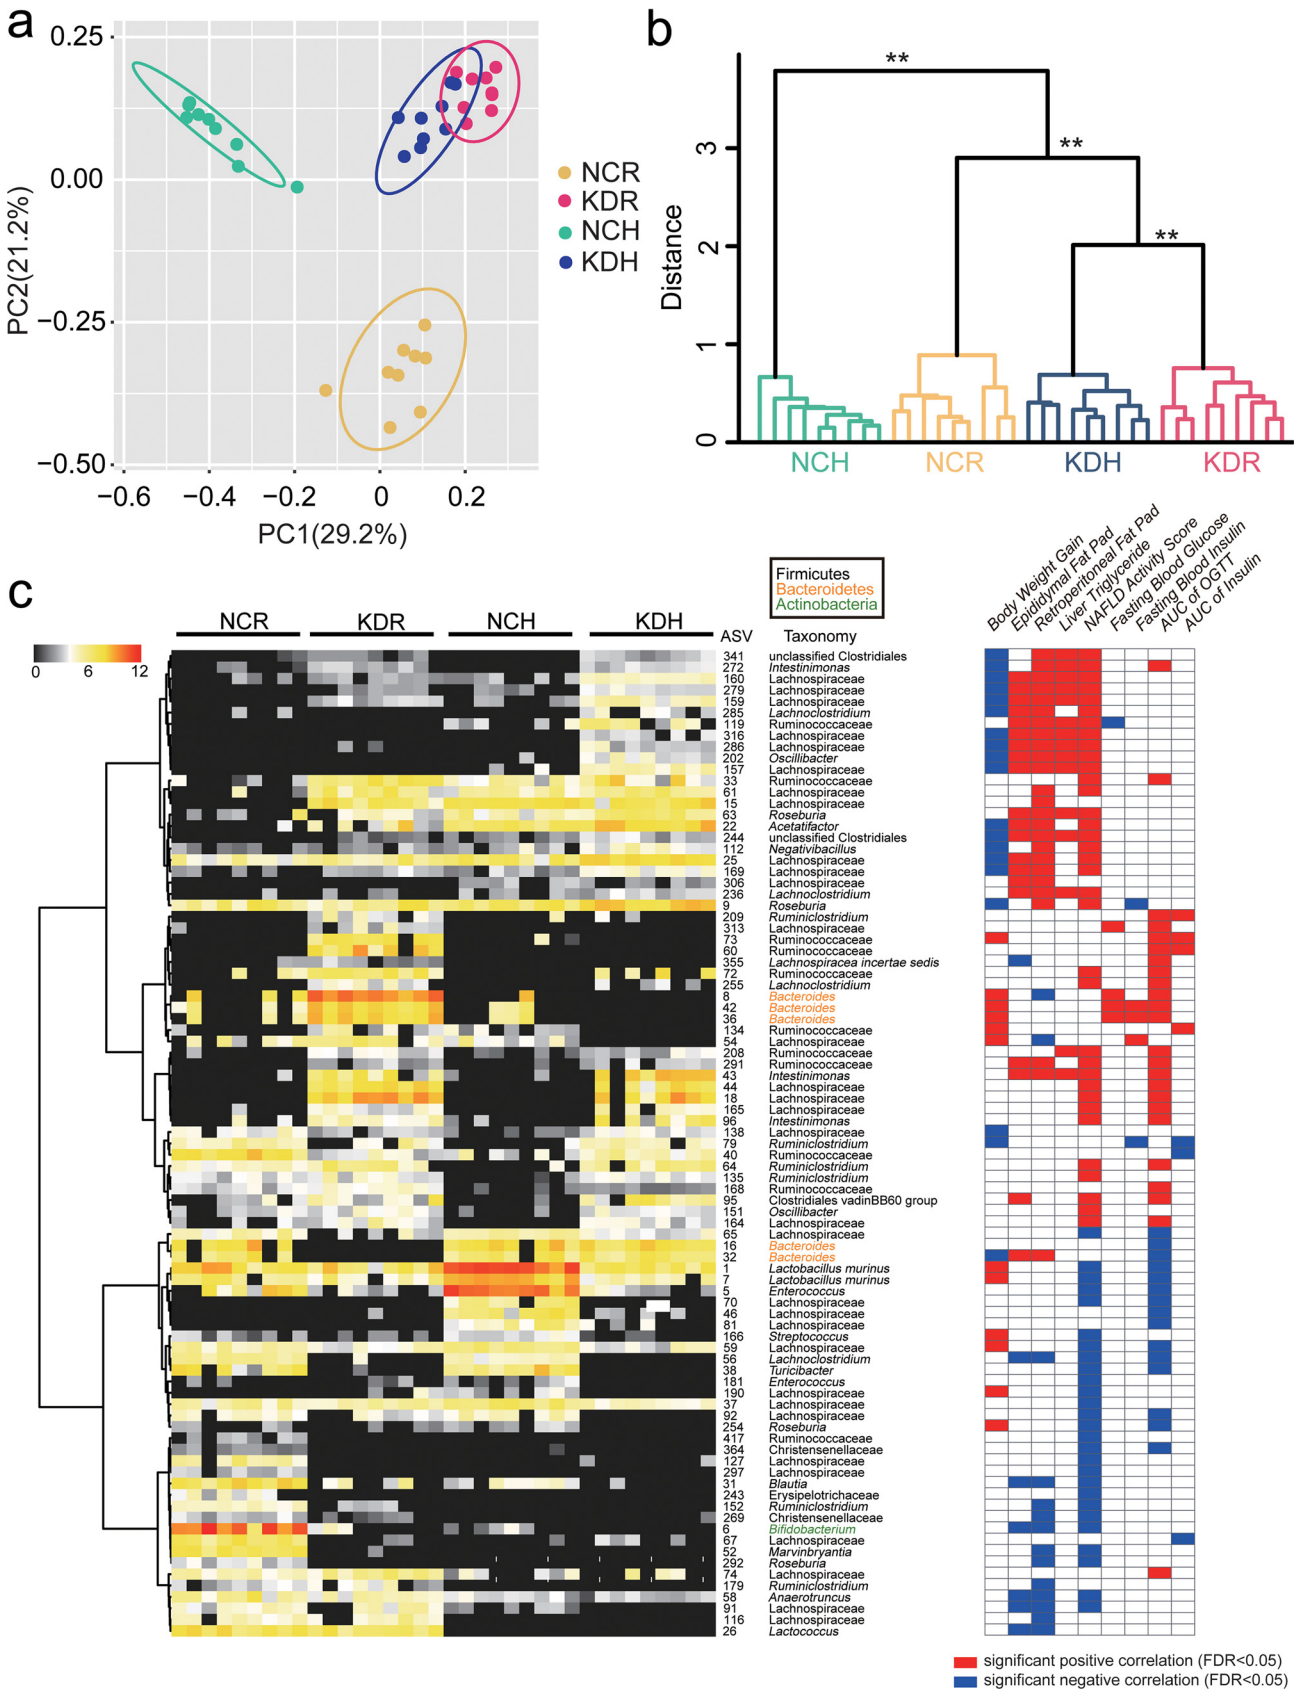 a
0.25
0.00
−0.25
−0.50
PC2(21.2%)
−0.6
−0.4
−0.2
0
0.2
PC1(29.2%)
NCR
KDR
NCH
KDH
b
**
**
**
3
2
1
0
Distance
NCH
NCR
KDH
KDR
c
0
6
12
NCR
KDR
NCH
KDH
Firmicutes
Bacteroidetes
Actinobacteria
Body Weight Gain
Epididymal Fat Pad
Retroperitoneal Fat Pad
Liver Triglyceride
NAFLD Activity Score
Fasting Blood Glucose
Fasting Blood Insulin
AUC of OGTT
AUC of Insulin
ASV Taxonomy
341 unclassified Clostridiales
272 Intestinimonas
160 Lachnospiraceae
279 Lachnospiraceae
159 Lachnospiraceae
285 Lachnoclostridium
119 Ruminococcaceae
316 Lachnospiraceae
286 Lachnospiraceae
202 Oscillibacter
157 Lachnospiraceae
33 Ruminococcaceae
61 Lachnospiraceae
15 Lachnospiraceae
63 Roseburia
22 Acetatifactor
244 unclassified Clostridiales
112 Negativibacillus
25 Lachnospiraceae
169 Lachnospiraceae
306 Lachnospiraceae
236 Lachnoclostridium
9 Roseburia
209 Ruminiclostridium
313 Lachnospiraceae
73 Ruminococcaceae
60 Ruminococcaceae
355 Lachnospiracea incertae sedis
72 Ruminococcaceae
255 Lachnoclostridium
8 Bacteroides
42 Bacteroides
36 Bacteroides
134 Ruminococcaceae
54 Lachnospiraceae
208 Ruminococcaceae
291 Ruminococcaceae
43 Intestinimonas
44 Lachnospiraceae
18 Lachnospiraceae
165 Lachnospiraceae
96 Intestinimonas
138 Lachnospiraceae
79 Ruminiclostridium
40 Ruminococcaceae
64 Ruminiclostridium
135 Ruminiclostridium
168 Ruminococcaceae
95 Clostridiales vadinBB60 group
151 Oscillibacter
164 Lachnospiraceae
65 Lachnospiraceae
16 Bacteroides
32 Bacteroides
1 Lactobacillus murinus
7 Lactobacillus murinus
5 Enterococcus
70 Lachnospiraceae
46 Lachnospiraceae
81 Lachnospiraceae
166 Streptococcus
59 Lachnospiraceae
56 Lachnoclostridium
38 Turicibacter
181 Enterococcus
190 Lachnospiraceae
37 Lachnospiraceae
92 Lachnospiraceae
254 Roseburia
417 Ruminococcaceae
364 Christensenellaceae
127 Lachnospiraceae
297 Lachnospiraceae
31 Blautia
243 Erysipelotrichaceae
152 Ruminiclostridium
269 Christensenellaceae
6 Bifidobacterium
67 Lachnospiraceae
52 Marvinbryantia
292 Roseburia
74 Lachnospiraceae
179 Ruminiclostridium
58 Anaerotruncus
91 Lachnospiraceae
116 Lachnospiraceae
26 Lactococcus
significant positive correlation (FDR<0.05)
significant negative correlation (FDR<0.05)